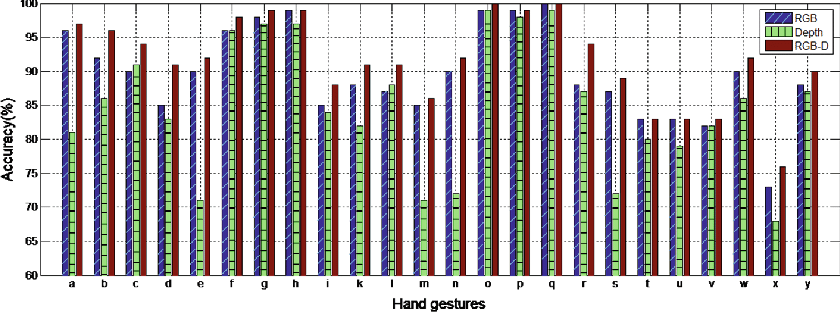 100
95
90
85
80
75
70
65
60
Accuracy(%)
RGB
Depth
RGB-D
a b c d e f g h i k l m n o p q r s t u v w x y
Hand gestures